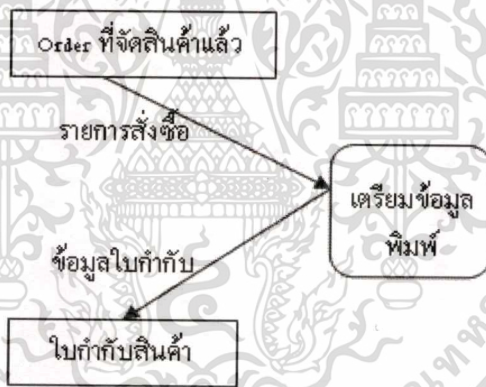 Order ที่จัดสินค้าแล้ว
รายการสั่งซื้อ
เตรียมข้อมูล
พิมพ์
ข้อมูลใบกำกับ
ใบกำกับสินค้า